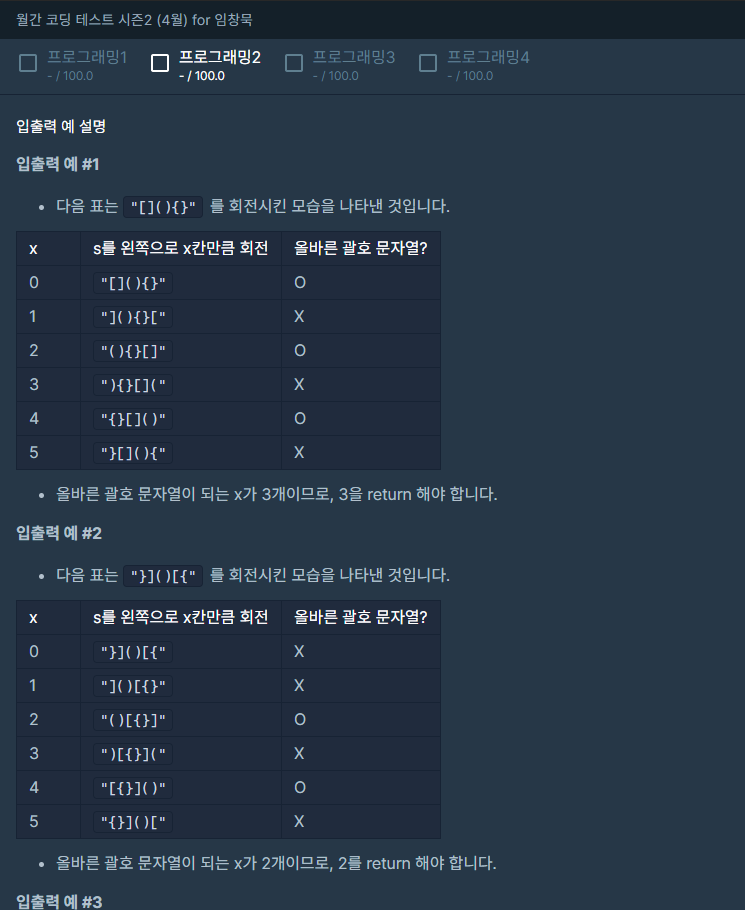 월간 코딩 테스트 시즌2 (4월) for 임창묵
프로그래밍1 프로그래밍2 프로그래밍3 프로그래밍4
- / 100.0 - / 100.0 - / 100.0 - / 100.0
입출력 예 설명
입출력 예 #1
• 다음 표는 "[](){}" 를 회전시킨 모습을 나타낸 것입니다.
x s를 왼쪽으로 x칸만큼 회전 올바른 괄호 문자열?
0 "[](){}" O
1 "](){}[" X
2 "(){}[]" O
3 "){}[](" X
4 "{}[]()" O
5 "}[](){" X
• 올바른 괄호 문자열이 되는 x가 3개이므로, 3을 return 해야 합니다.
입출력 예 #2
• 다음 표는 "}]()[{" 를 회전시킨 모습을 나타낸 것입니다.
x s를 왼쪽으로 x칸만큼 회전 올바른 괄호 문자열?
0 "}]()[{" X
1 "]()[{}" X
2 "()[{}]" O
3 ")[{}](" X
4 "[{}]()" O
5 "{}]()[" X
• 올바른 괄호 문자열이 되는 x가 2개이므로, 2를 return 해야 합니다.
입출력 예 #3